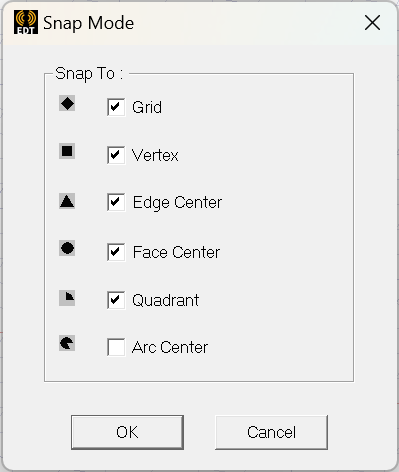 EDT
Snap Mode
Snap To :
Grid
Vertex
Edge Center
Face Center
Quadrant
Arc Center
OK
Cancel